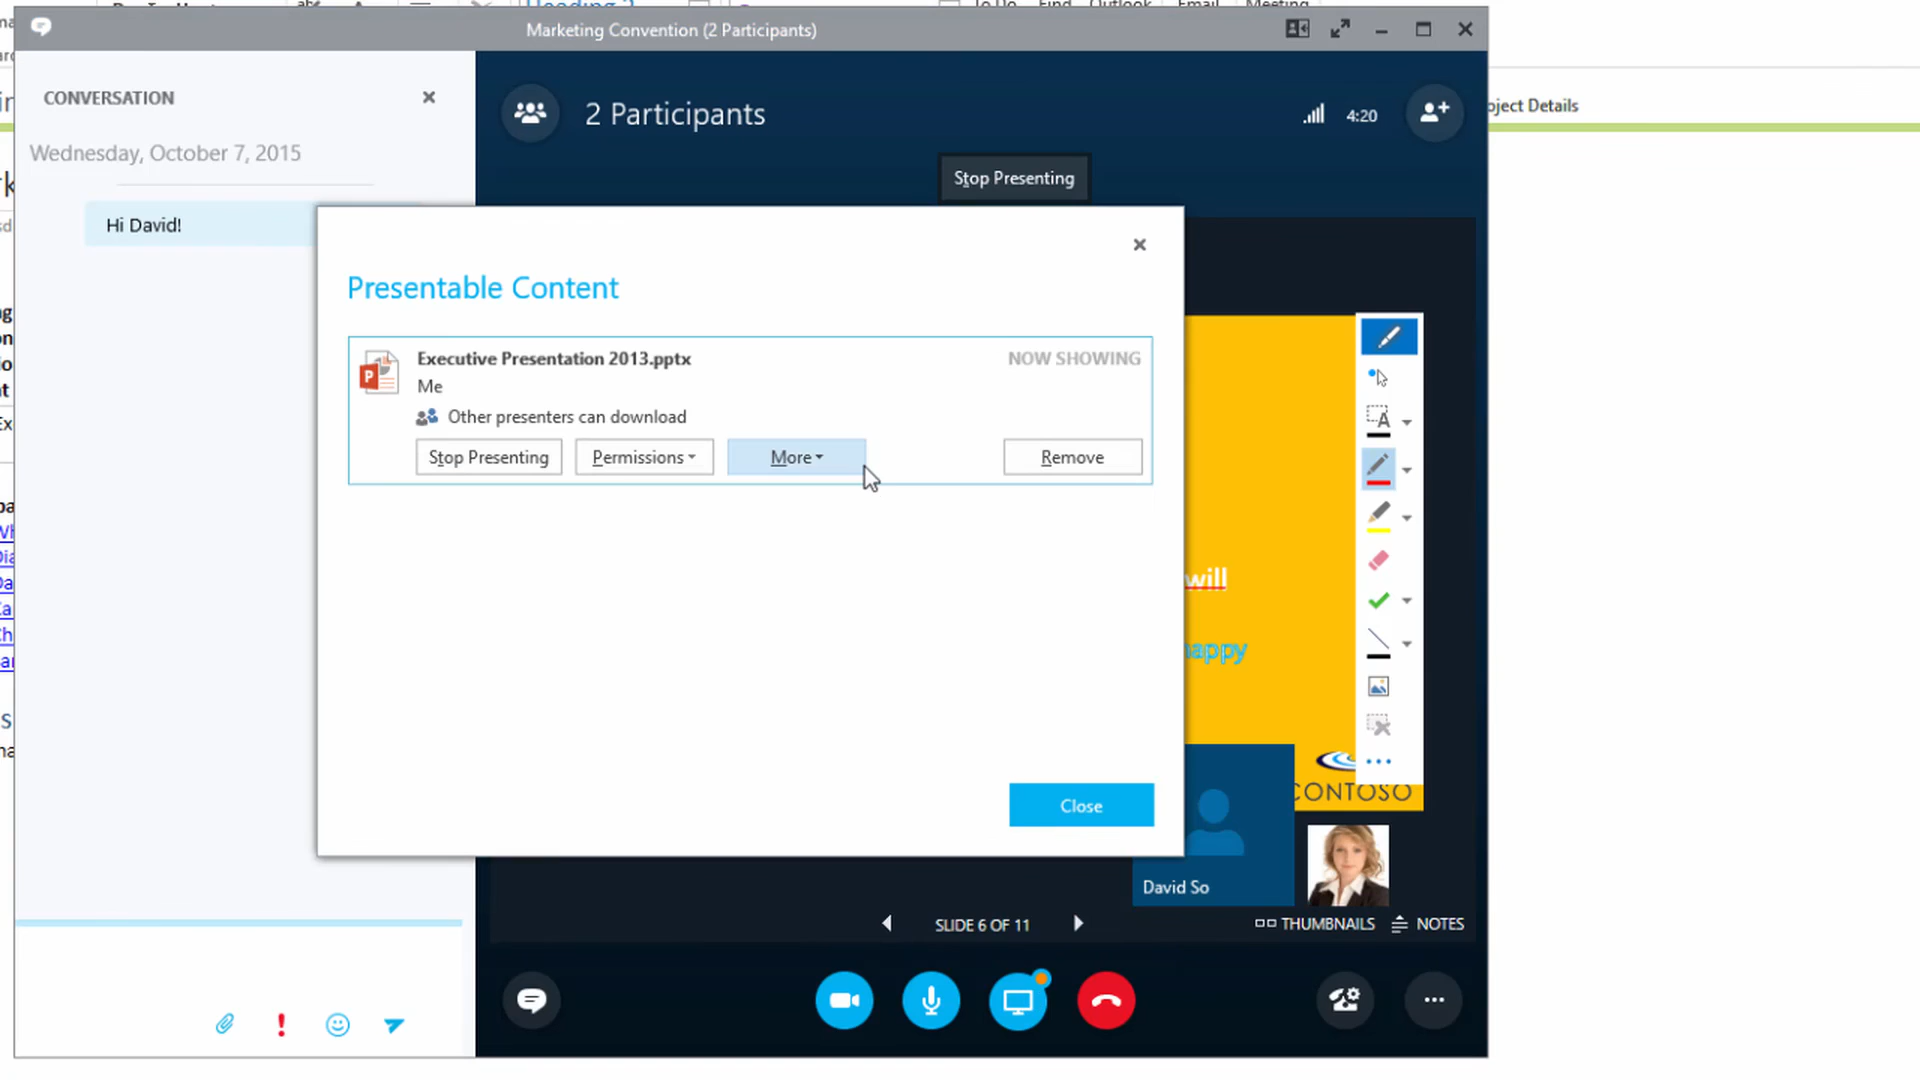 Marketing Convention (2 Participants)
CONVERSATION
Wednesday, October 7, 2015
Hi David!
2 Participants
4:20
Stop Presenting
oject Details
Presentable Content
Executive Presentation 2013.pptx
NOW SHOWING
Me
Other presenters can download
Stop Presenting
Permissions
More
Remove
Close
will
happy
CONTOSO
David So
SLIDE 6 OF 11
THUMBNAILS
NOTES